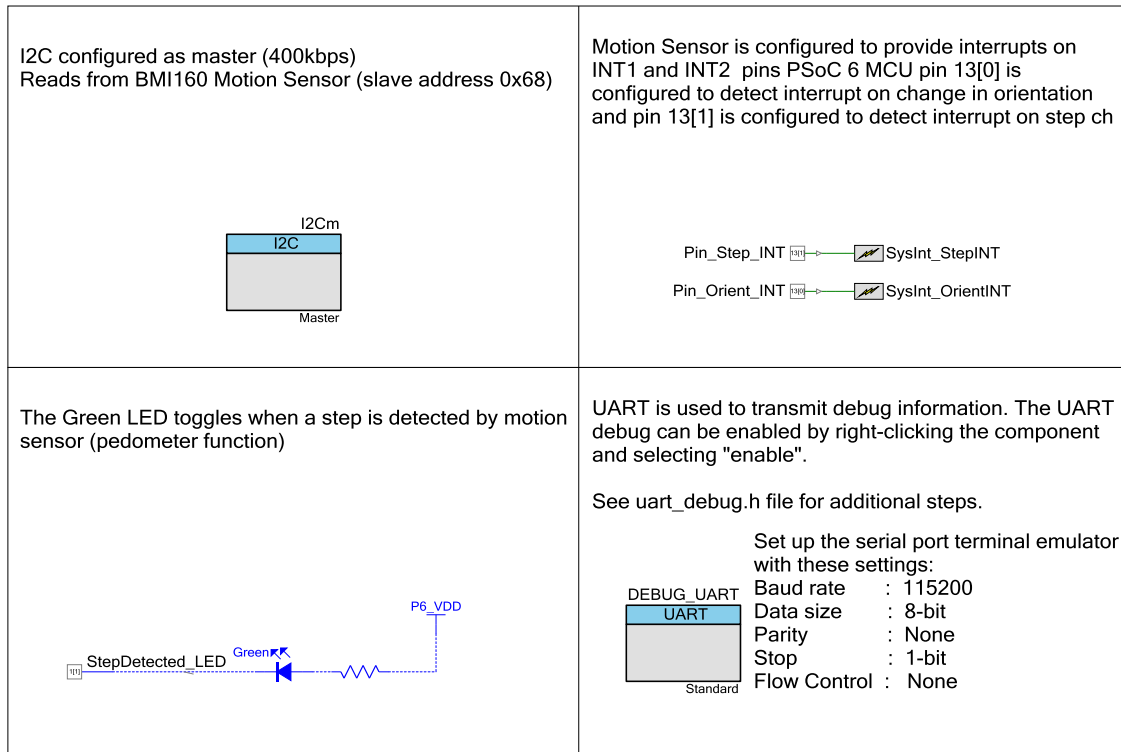 I2C configured as master (400kbps)
Reads from BMI160 Motion Sensor (slave address 0x68)
I2Cm
I2C
Master
Motion Sensor is configured to provide interrupts on
INT1 and INT2  pins PSoC 6 MCU pin 13[0] is
configured to detect interrupt on change in orientation
and pin 13[1] is configured to detect interrupt on step ch
Pin_Step_INT 13[1] SysInt_StepINT
Pin_Orient_INT 13[0] SysInt_OrientINT
The Green LED toggles when a step is detected by motion
sensor (pedometer function)
P6_VDD
Green
1[1] StepDetected_LED
UART is used to transmit debug information. The UART
debug can be enabled by right-clicking the component
and selecting "enable".
See uart_debug.h file for additional steps.
Set up the serial port terminal emulator
with these settings:
Baud rate : 115200
Data size : 8-bit
Parity : None
Stop : 1-bit
Flow Control : None
DEBUG_UART
UART
Standard